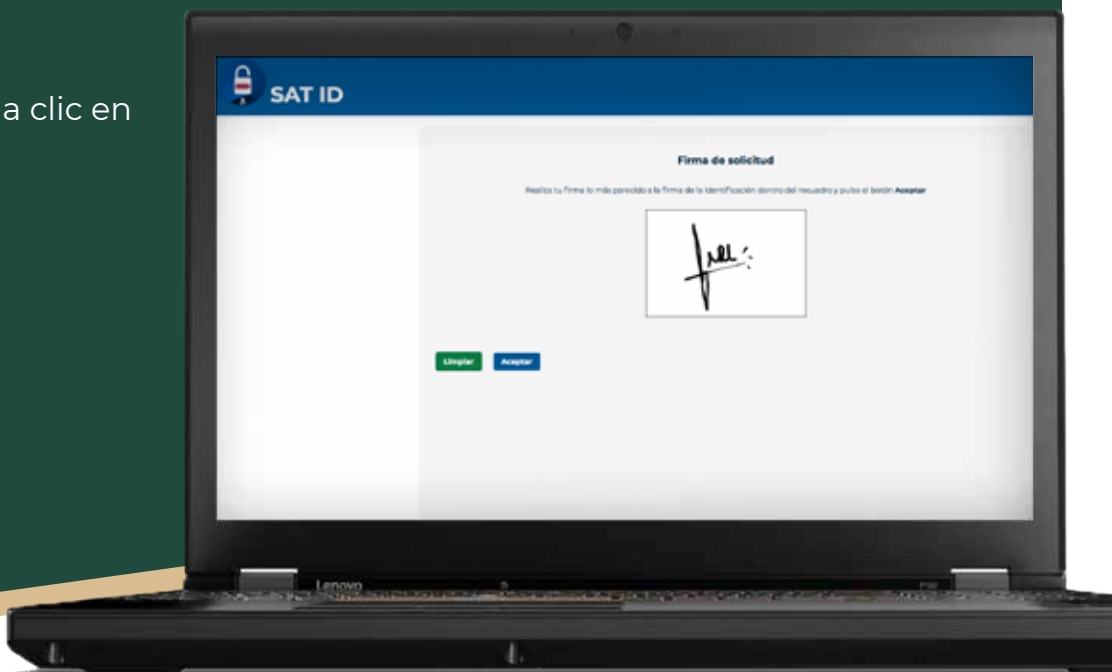 a clic en
SAT ID
Firma de solicitud
Realiza tu firma lo más parecido a la firma de la identificación dentro del recuadro y pulsa el botón Aceptar
Limpiar Aceptar
Lenovo